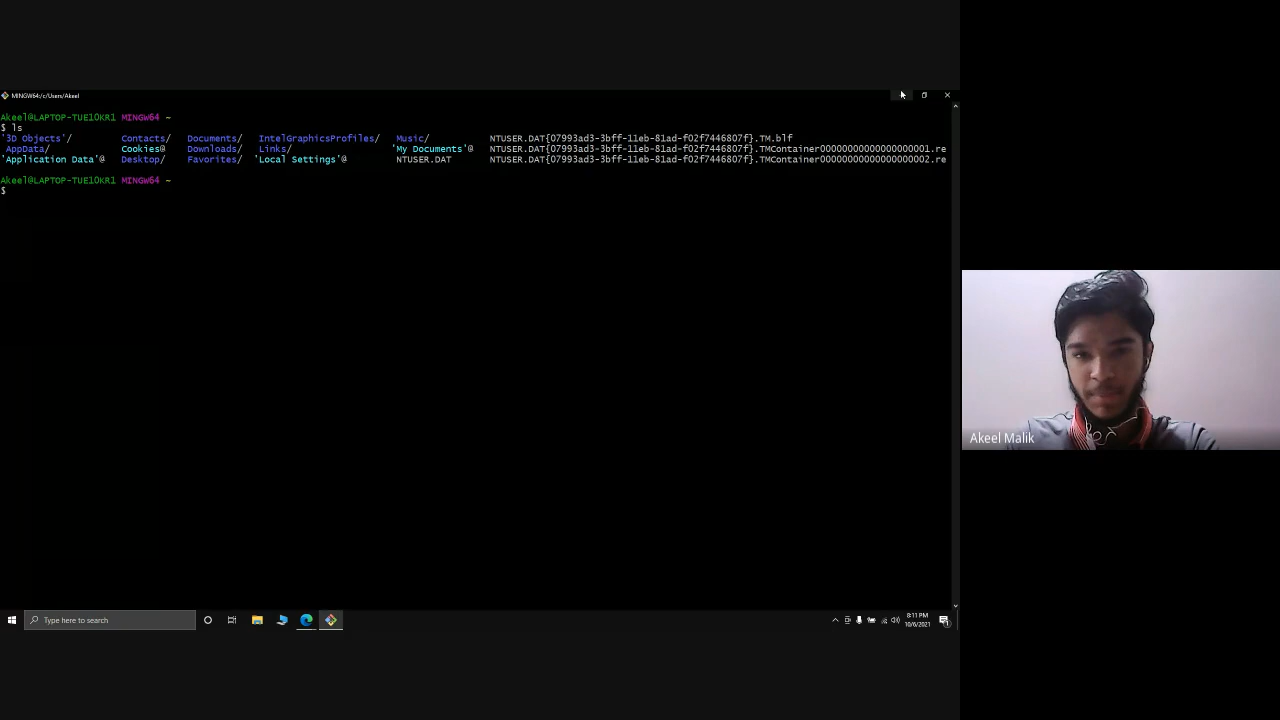 MINGW64:/c/Users/Akeel
Akeel@LAPTOP-TUE10KR1 MINGW64 ~
$ ls
'3D Objects'/ Contacts/ Documents/ IntelGraphicsProfiles/ Music/ NTUSER.DAT{07993ad3-3bff-11eb-81ad-f02f7446807f}.TM.blf
AppData/ Cookies@ Downloads/ Links/ 'My Documents'@ NTUSER.DAT{07993ad3-3bff-11eb-81ad-f02f7446807f}.TMContainer00000000000000000001.re
'Application Data'@ Desktop/ Favorites/ 'Local Settings'@ NTUSER.DAT NTUSER.DAT{07993ad3-3bff-11eb-81ad-f02f7446807f}.TMContainer00000000000000000002.re
Akeel@LAPTOP-TUE10KR1 MINGW64 ~
$
Akeel Malik
Type here to search
8:11 PM
10/6/2021